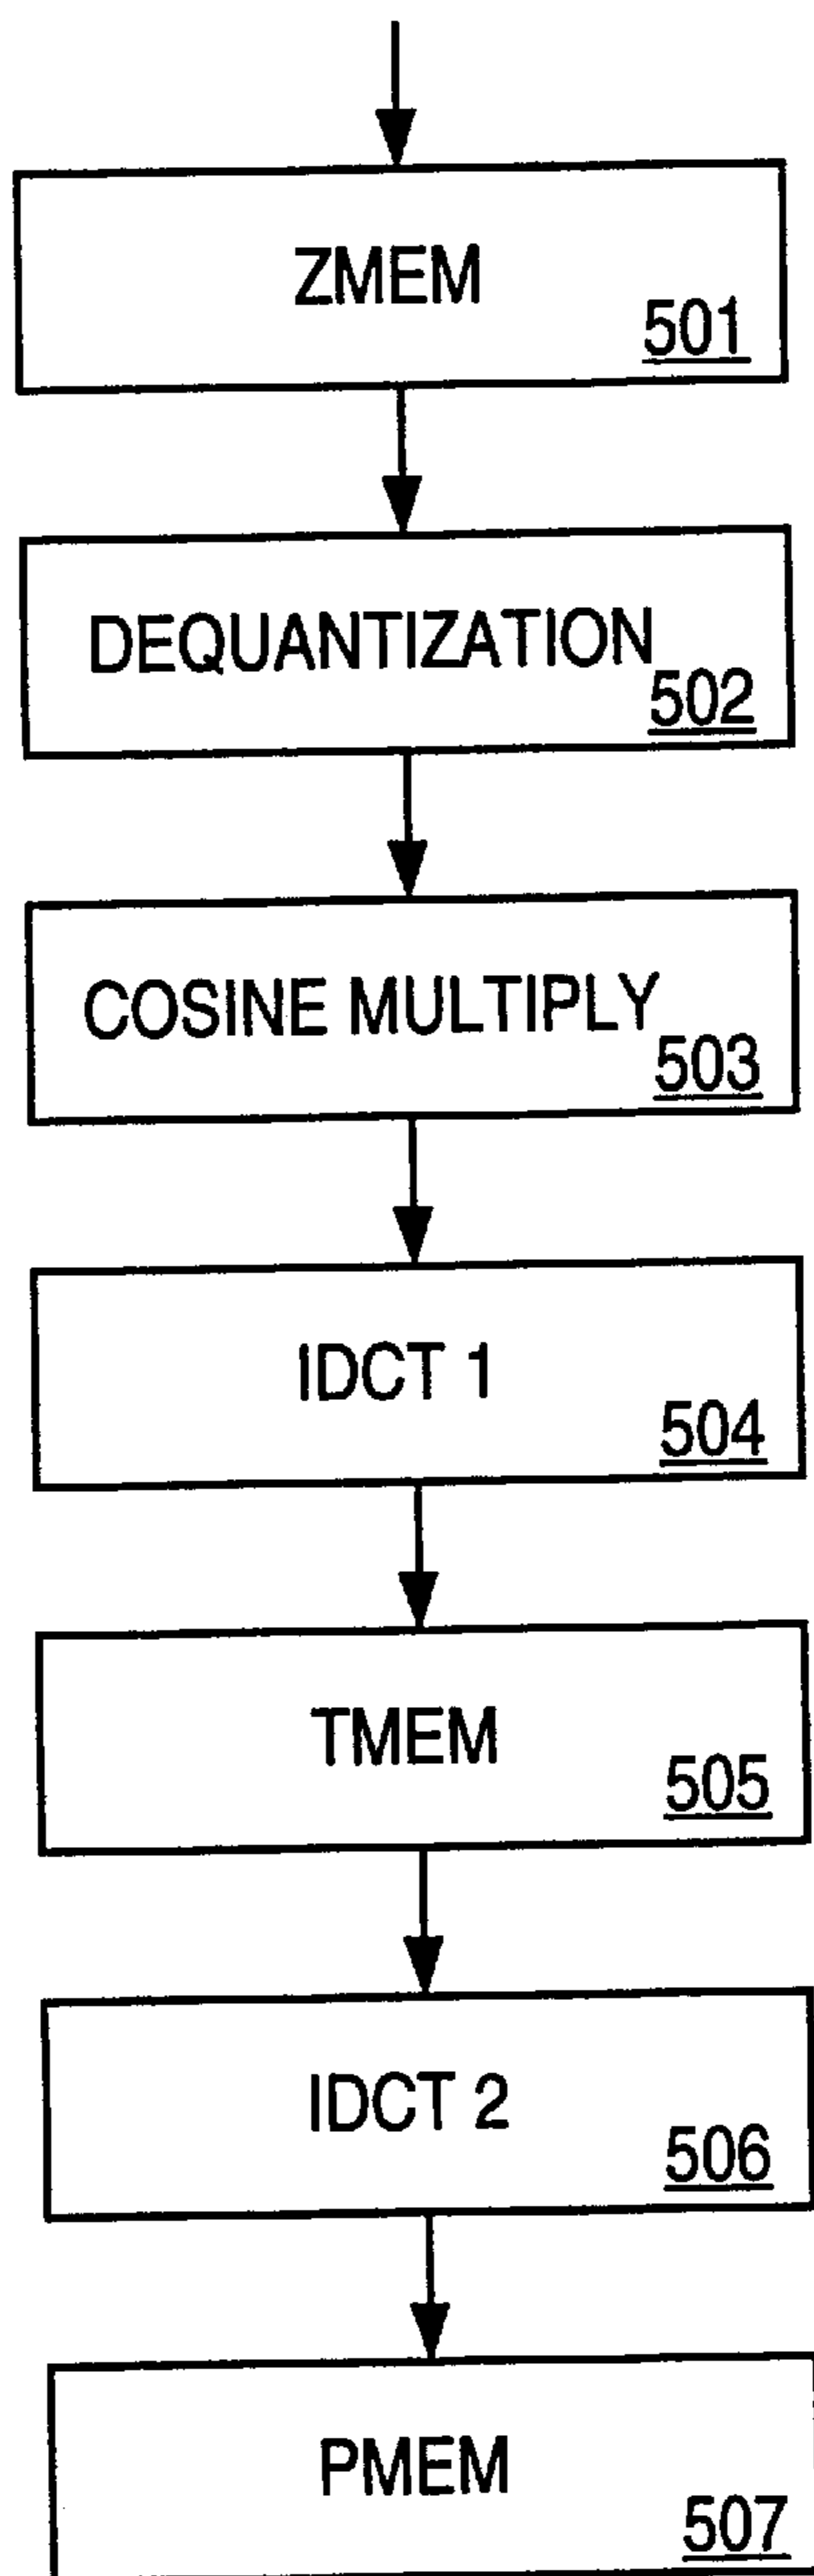 ZMEM
501
DEQUANTIZATION
502
COSINE MULTIPLY
503
IDCT 1
504
TMEM
505
IDCT 2
506
PMEM
507